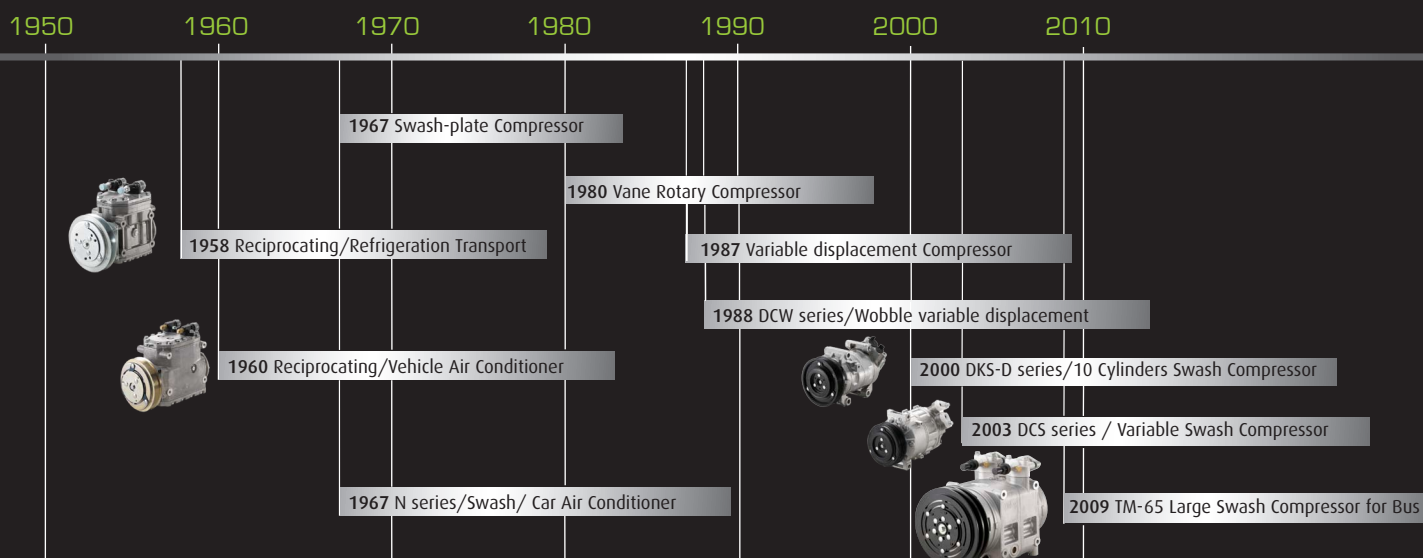 1950 1960 1970 1980 1990 2000 2010
1967 Swash-plate Compressor
1980 Vane Rotary Compressor
1958 Reciprocating/Refrigeration Transport
1987 Variable displacement Compressor
1988 DCW series/Wobble variable displacement
1960 Reciprocating/Vehicle Air Conditioner
2000 DKS-D series/10 Cylinders Swash Compressor
2003 DCS series / Variable Swash Compressor
1967 N series/Swash/ Car Air Conditioner
2009 TM-65 Large Swash Compressor for Bus